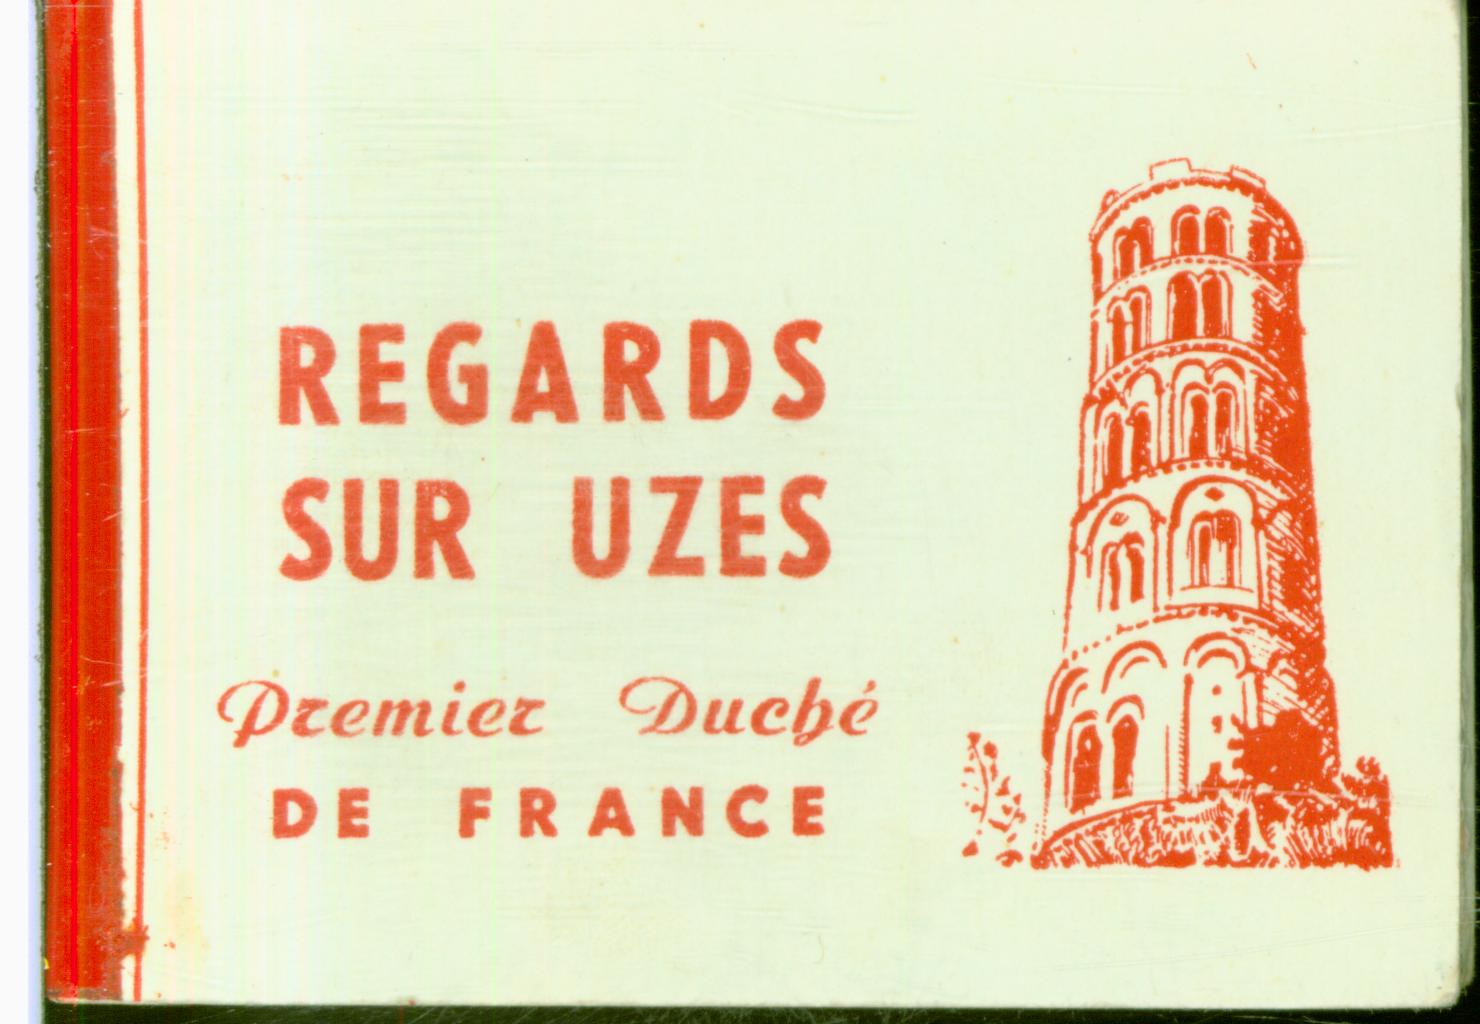 REGARDS
SUR UZES
Premier Duché
DE FRANCE